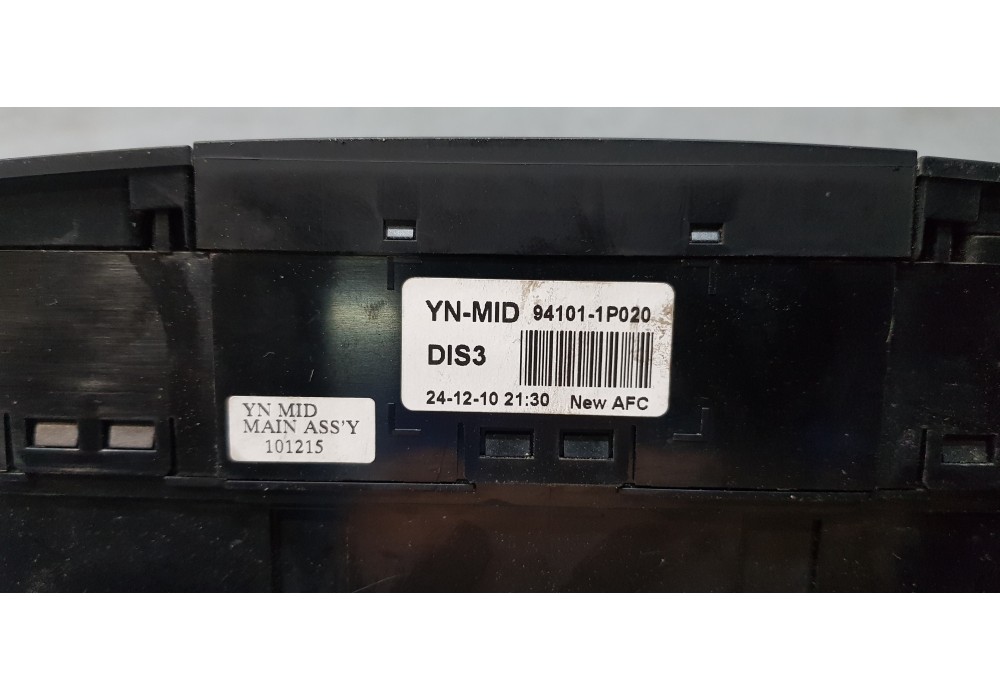 YN-MID 94101-1P020
DIS3
24-12-10 21:30 New AFC
YN MID
MAIN ASS'Y
101215